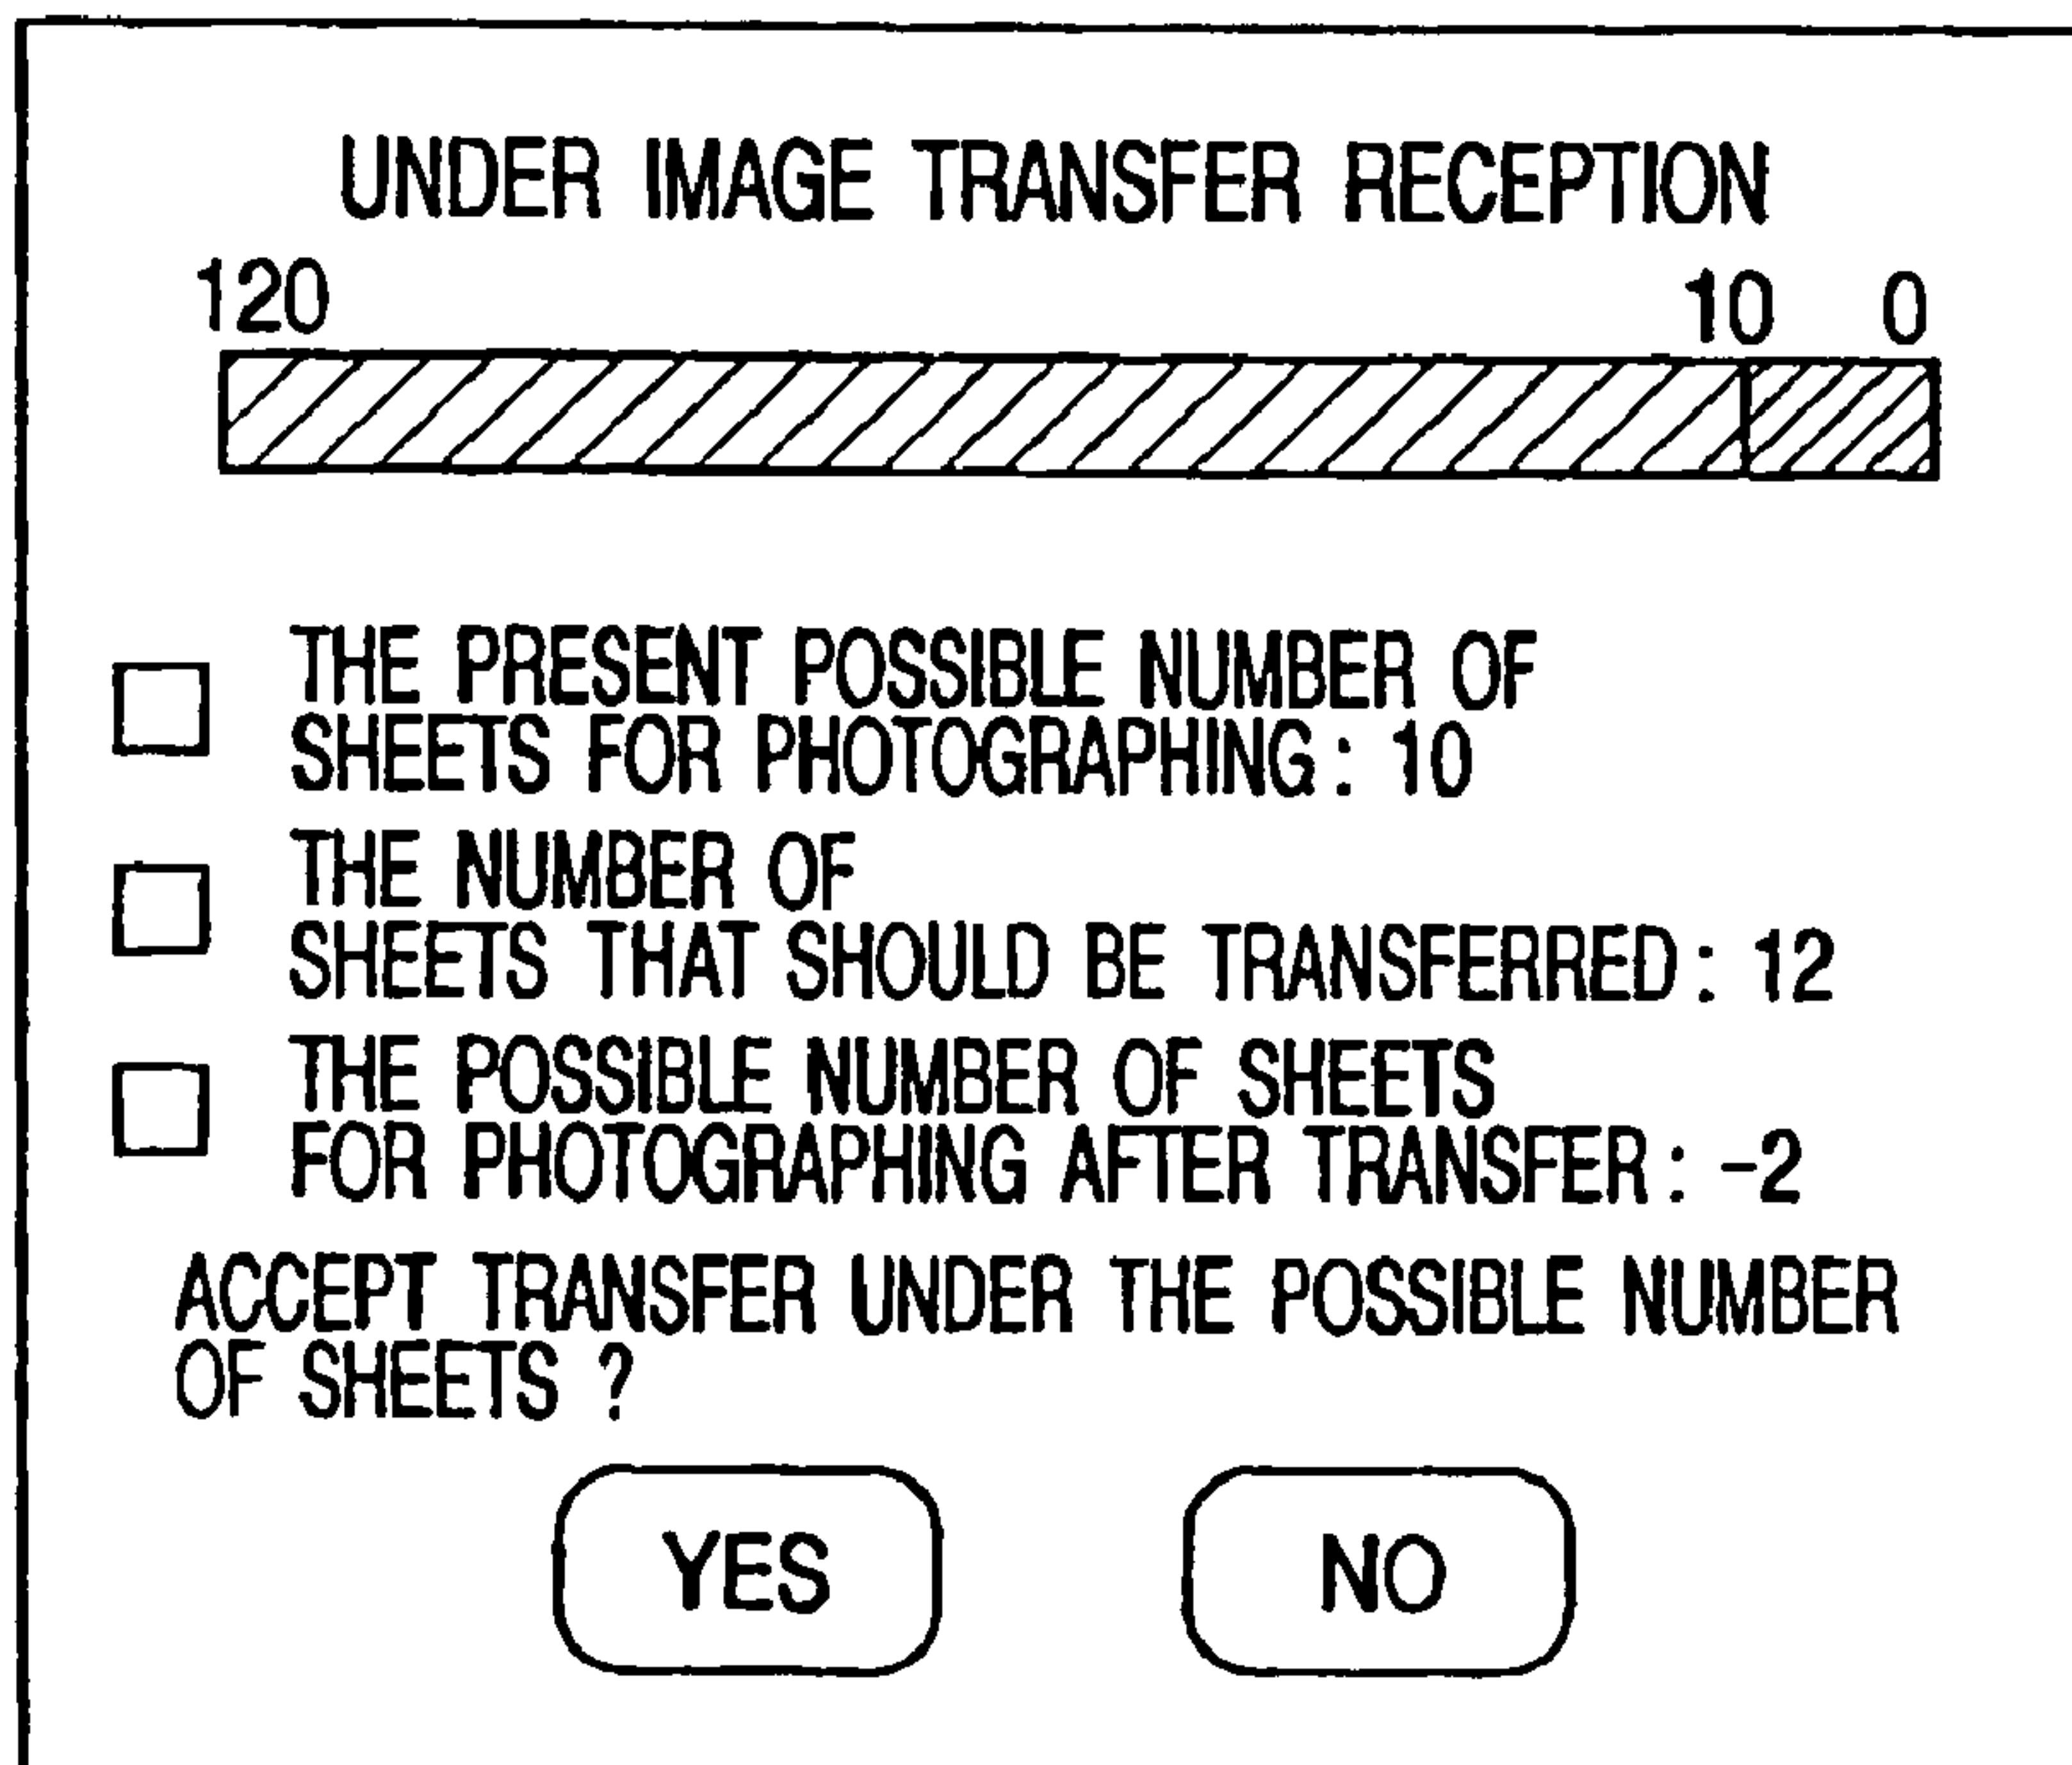 UNDER IMAGE TRANSFER RECEPTION
120 10 0
THE PRESENT POSSIBLE NUMBER OF
SHEETS FOR PHOTOGRAPHING : 10
THE NUMBER OF
SHEETS THAT SHOULD BE TRANSFERRED : 12
THE POSSIBLE NUMBER OF SHEETS
FOR PHOTOGRAPHING AFTER TRANSFER : -2
ACCEPT TRANSFER UNDER THE POSSIBLE NUMBER
OF SHEETS ?
YES NO